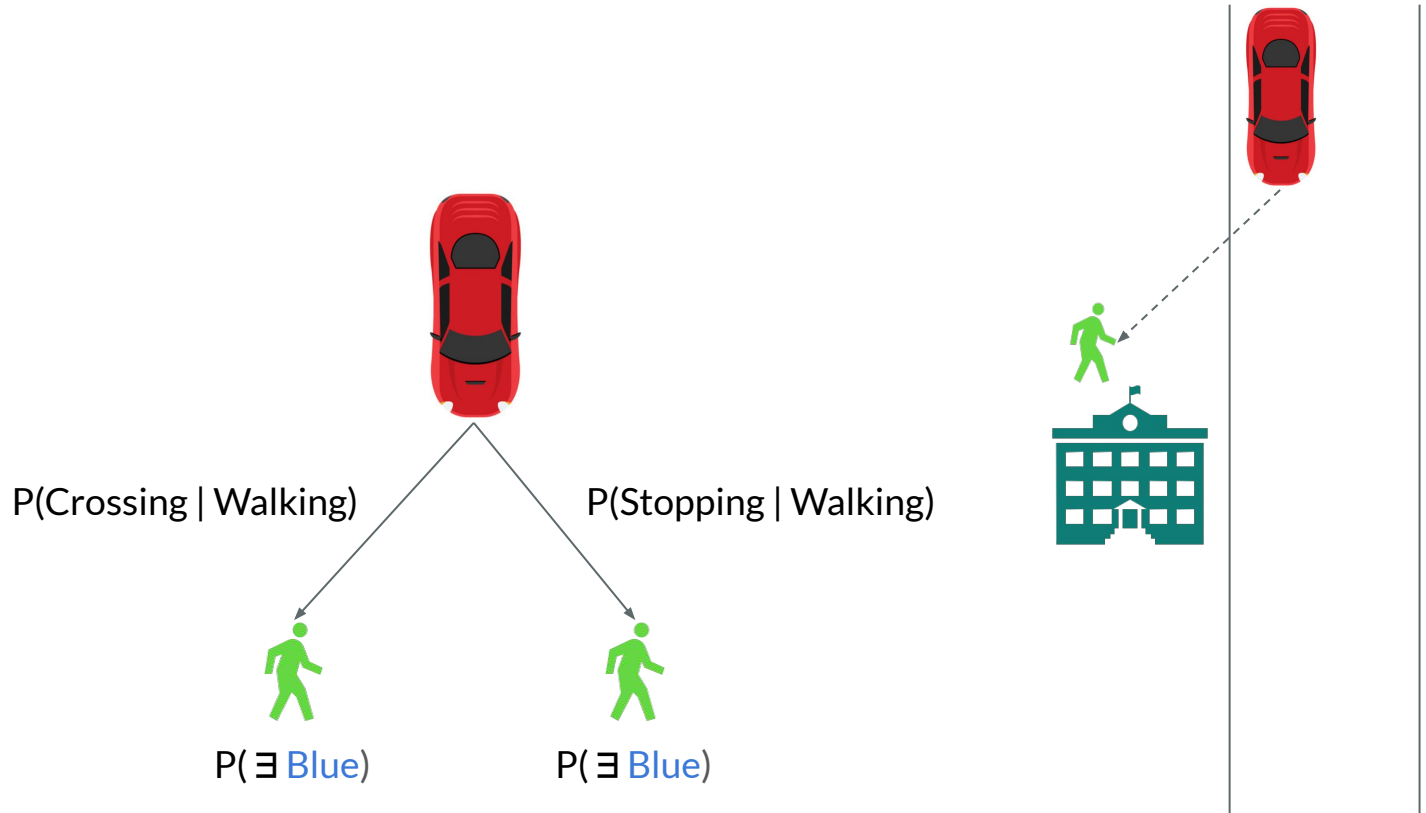 P(Crossing | Walking)
P(Stopping | Walking)
P( ∃ Blue)
P( ∃ Blue)